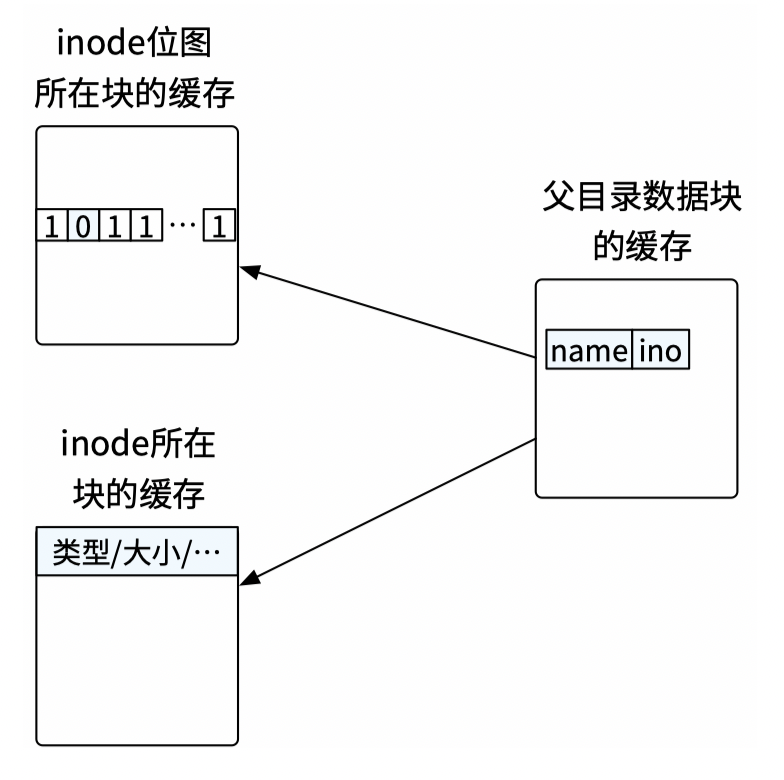 inode位图
所在块的缓存
1 0 1 1 … 1
父目录数据块
的缓存
name ino
inode所在
块的缓存
类型/大小/…